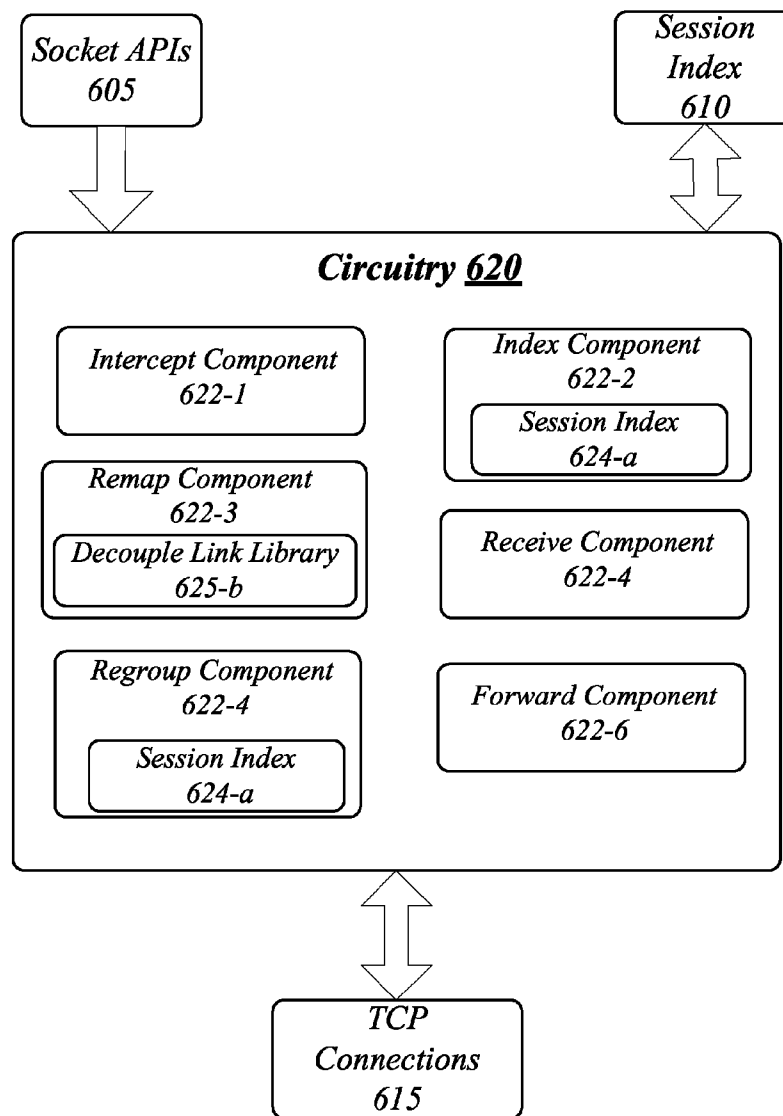 Socket APIs
605
Session
Index
610
Circuitry 620
Intercept Component
622-1
Index Component
622-2
Session Index
624-a
Remap Component
622-3
Decouple Link Library
625-b
Receive Component
622-4
Regroup Component
622-4
Session Index
624-a
Forward Component
622-6
TCP
Connections
615